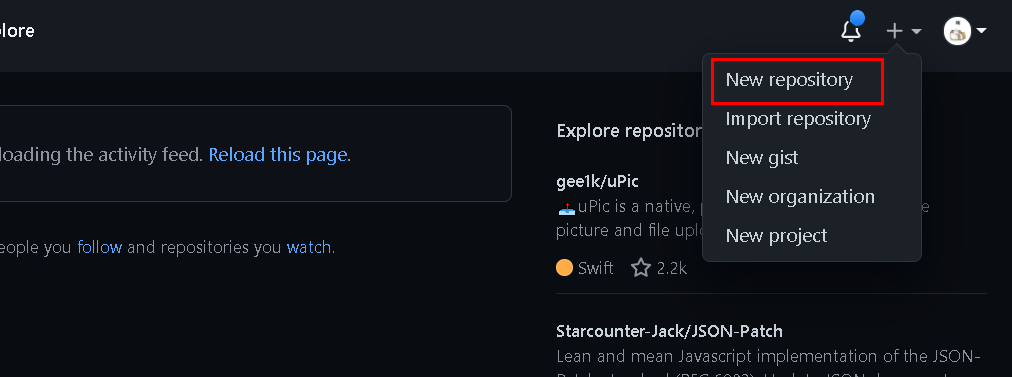 lore
New repository
Import repository
New gist
New organization
New project
oading the activity feed. Reload this page.
eople you follow and repositories you watch.
Explore repositor
gee1k/uPic
uPic is a native,
picture and file uplo
Swift 2.2k
Starcounter-Jack/JSON-Patch
Lean and mean Javascript implementation of the JSON-